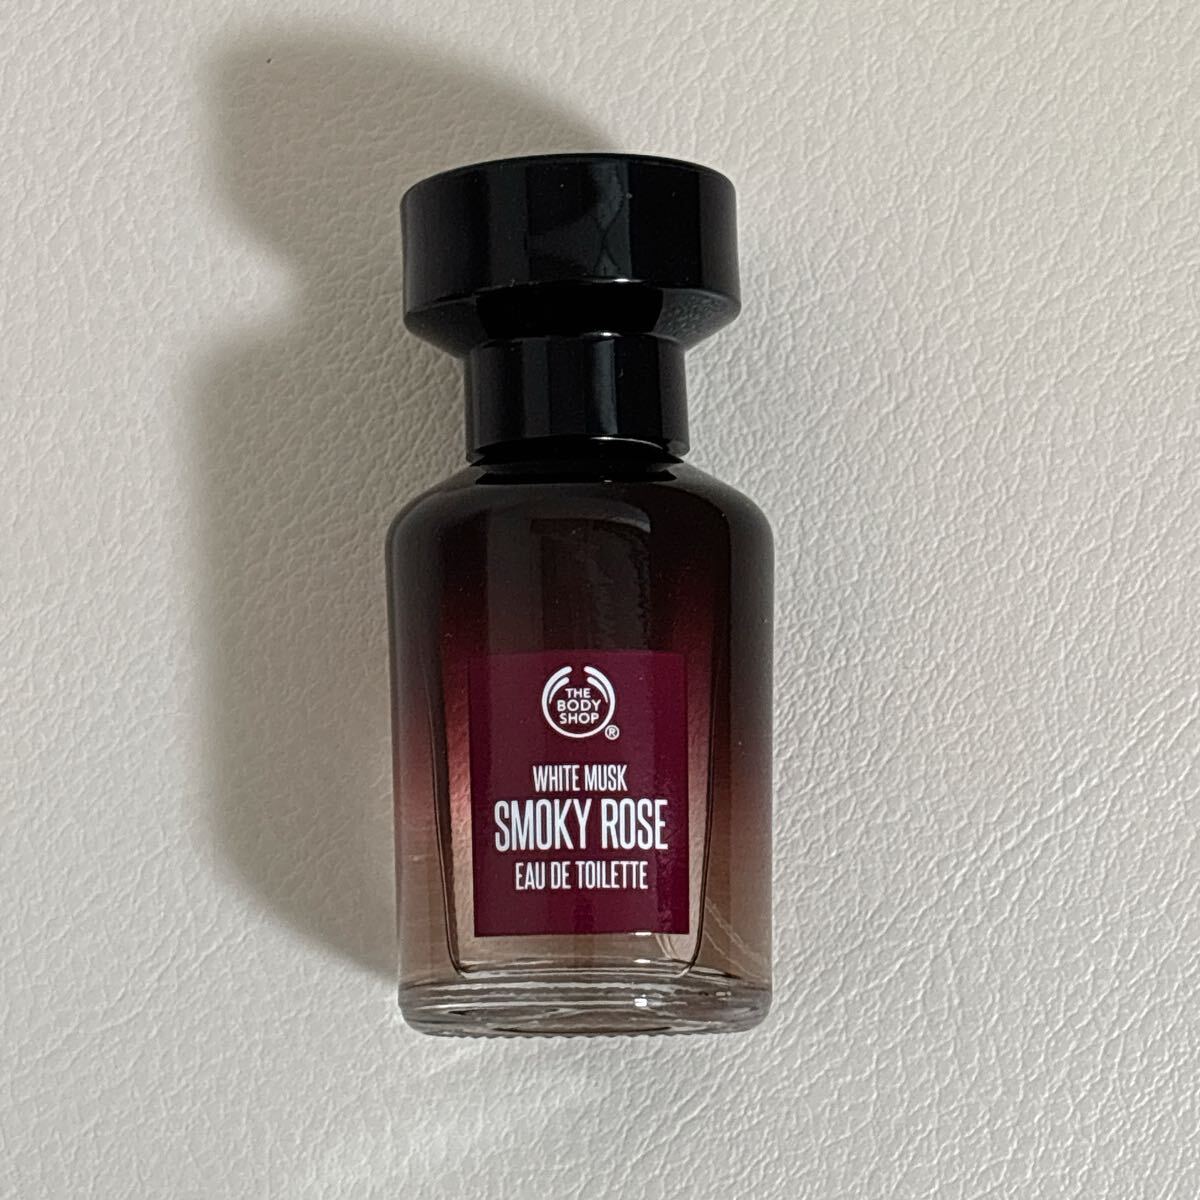 THE
BODY
SHOP
®
WHITE MUSK
SMOKY ROSE
EAU DE TOILETTE